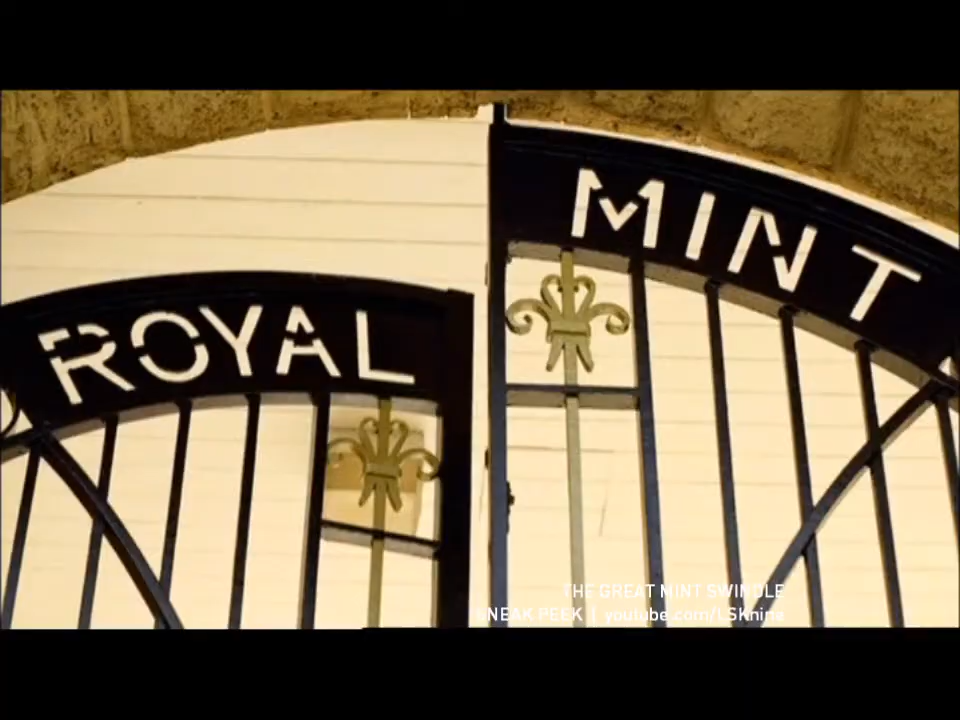 ROYAL
MINT
THE GREAT MINT SWINDLE
SNEAK PEEK | youtube.com/LSKnine